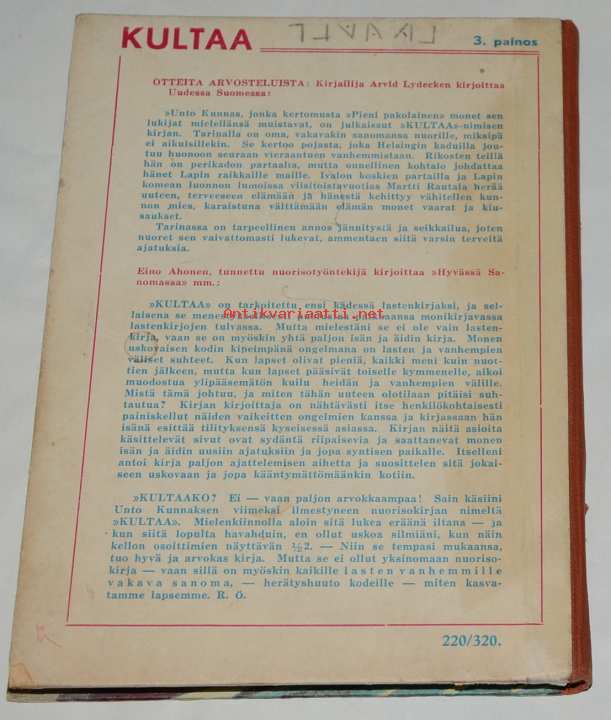 KULTAA
3. painos
OTTEITA ARVOSTELUISTA: Kirjailija Arvid Lydecken kirjoittaa
Uudessa Suomessa:
»Unto Kunnas, jonka kertomusta »Pieni pakolainen» monet sen
lukijat mielellänsä muistavat, on julkaissut »KULTAA»-nimisen
kirjan. Tarinalla on oma, vakavakin sanomansa nuorille, miksipä
ei aikuisillekin. Se kertoo pojasta, joka Helsingin kaduilla jou-
tuu huonoon seuraan vieraantuen vanhemmistaan. Rikosten teillä
hän on perikadon partaalla, mutta onnellinen kohtalo johdattaa
hänet Lapin raikkaille maille. Ivalon koskien partailla ja Lapin
komean luonnon lumoissa viisitoistavuotias Martti Rautala herää
uuteen, terveeseen elämään ja hänestä kehittyy vähitellen kun-
non mies, karaistuna välttämään elämän monet vaarat ja kiu-
saukset.
Tarinassa on tarpeellinen annos jännitystä ja seikkailua, joten
nuoret sen vaivattomasti lukevat, ammentaen siitä varsin terveitä
ajatuksia.
Eino Ahonen, tunnettu nuorisotyöntekijä kirjoittaa »Hyvässä Sa-
nomassa» mm.:
»KULTAA» on tarkoitettu ensi kädessä lastenkirjaksi, ja sel-
laisena se menee
lastenkirjojen tulvassa. Mutta mielestäni se ei ole vain lasten-
kirja, vaan se on myöskin yhtä paljon isän ja äidin kirja. Monen
uskovaisen kodin kipeimpänä ongelmana on lasten ja vanhempien
väliset suhteet. Kun lapset olivat pieniä, kaikki meni kuin nuot-
tien jälkeen, mutta kun lapset pääsivät toiselle kymmenelle, aikoi
muodostua ylipääsemätön kuilu heidän ja vanhempien välille.
Mistä tämä johtuu, ja miten tähän uuteen olotilaan pitäisi suh-
tautua? Kirjan kirjoittaja on nähtävästi itse henkilökohtaisesti
painiskellut näiden vaikeitten ongelmien kanssa ja kirjassaan hän
isänä esittää tilityksensä kyseisessä asiassa. Kirjan näitä asioita
käsittelevät sivut ovat sydäntä riipaisevia ja saattanevat monen
isän ja äidin uusiin ajatuksiin ja jopa syntisen paikalle. Itselleni
antoi kirja paljon ajattelemisen aihetta ja suosittelen sitä jokai-
seen uskovaan ja jopa kääntymättömäänkin kotiin.
antikvariaatti.net
»KULTAAKO? Ei — vaan paljon arvokkaampaa! Sain käsiini
Unto Kunnaksen viimeksi ilmestyneen nuorisokirjan nimeltä
»KULTAA». Mielenkiinnolla aloin sitä lukea eräänä iltana — ja
kun siitä lopulta havahduin, en ollut uskoa silmiäni, kun näin
kellon osoittimien näyttävän ½2. — Niin se tempasi mukaansa,
tuo hyvä ja arvokas kirja. Mutta se ei ollut yksinomaan nuoriso-
kirja — vaan sillä on myöskin kaikille lasten vanhemmille
vakava sanoma, — herätyshuuto kodeille — miten kasva-
tamme lapsemme. R. Ö.
220/320.